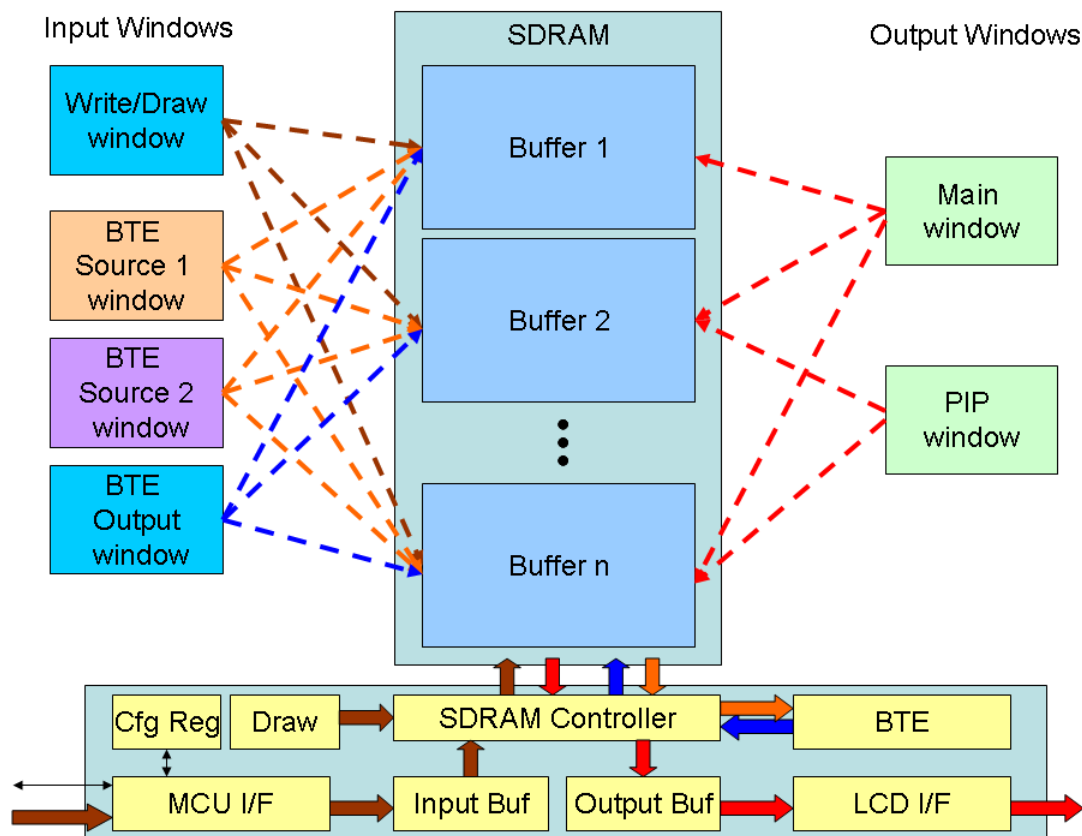 Input Windows
SDRAM
Output Windows
Write/Draw
window
BTE
Source 1
window
BTE
Source 2
window
BTE
Output
window
Buffer 1
Buffer 2
Buffer n
Main
window
PIP
window
Cfg Reg
Draw
SDRAM Controller
BTE
MCU I/F
Input Buf
Output Buf
LCD I/F